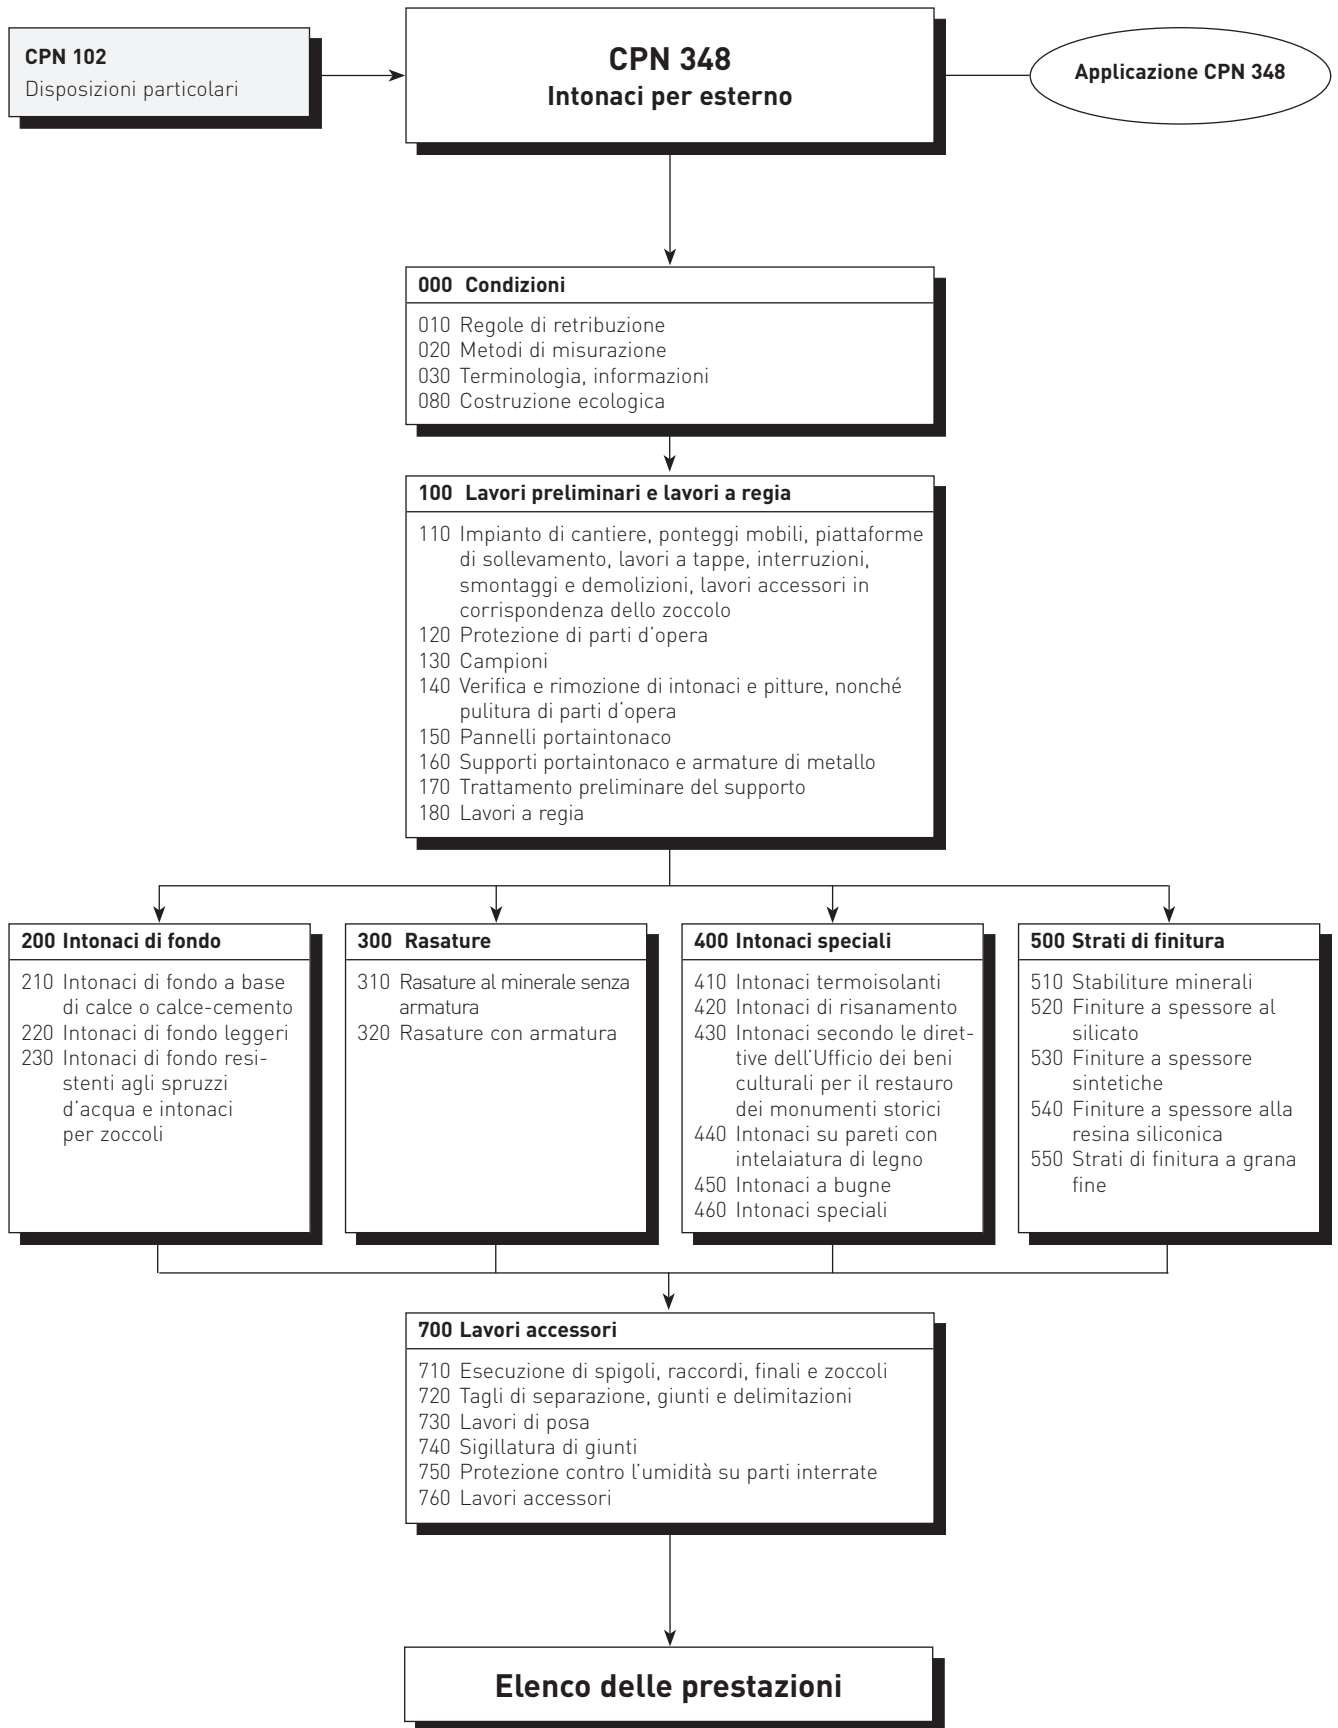 CPN 102
Disposizioni particolari
CPN 348
Intonaci per esterno
Applicazione CPN 348
000 Condizioni
010 Regole di retribuzione
020 Metodi di misurazione
030 Terminologia, informazioni
080 Costruzione ecologica
100 Lavori preliminari e lavori a regia
110 Impianto di cantiere, ponteggi mobili, piattaforme
di sollevamento, lavori a tappe, interruzioni,
smontaggi e demolizioni, lavori accessori in
corrispondenza dello zoccolo
120 Protezione di parti d'opera
130 Campioni
140 Verifica e rimozione di intonaci e pitture, nonché
pulitura di parti d'opera
150 Pannelli portaintonaco
160 Supporti portaintonaco e armature di metallo
170 Trattamento preliminare del supporto
180 Lavori a regia
200 Intonaci di fondo
210 Intonaci di fondo a base
di calce o calce-cemento
220 Intonaci di fondo leggeri
230 Intonaci di fondo resi-
stenti agli spruzzi
d'acqua e intonaci
per zoccoli
300 Rasature
310 Rasature al minerale senza
armatura
320 Rasature con armatura
400 Intonaci speciali
410 Intonaci termoisolanti
420 Intonaci di risanamento
430 Intonaci secondo le diret-
tive dell'Ufficio dei beni
culturali per il restauro
dei monumenti storici
440 Intonaci su pareti con
intelaiatura di legno
450 Intonaci a bugne
460 Intonaci speciali
500 Strati di finitura
510 Stabiliture minerali
520 Finiture a spessore al
silicato
530 Finiture a spessore
sintetiche
540 Finiture a spessore alla
resina siliconica
550 Strati di finitura a grana
fine
700 Lavori accessori
710 Esecuzione di spigoli, raccordi, finali e zoccoli
720 Tagli di separazione, giunti e delimitazioni
730 Lavori di posa
740 Sigillatura di giunti
750 Protezione contro l'umidità su parti interrate
760 Lavori accessori
Elenco delle prestazioni